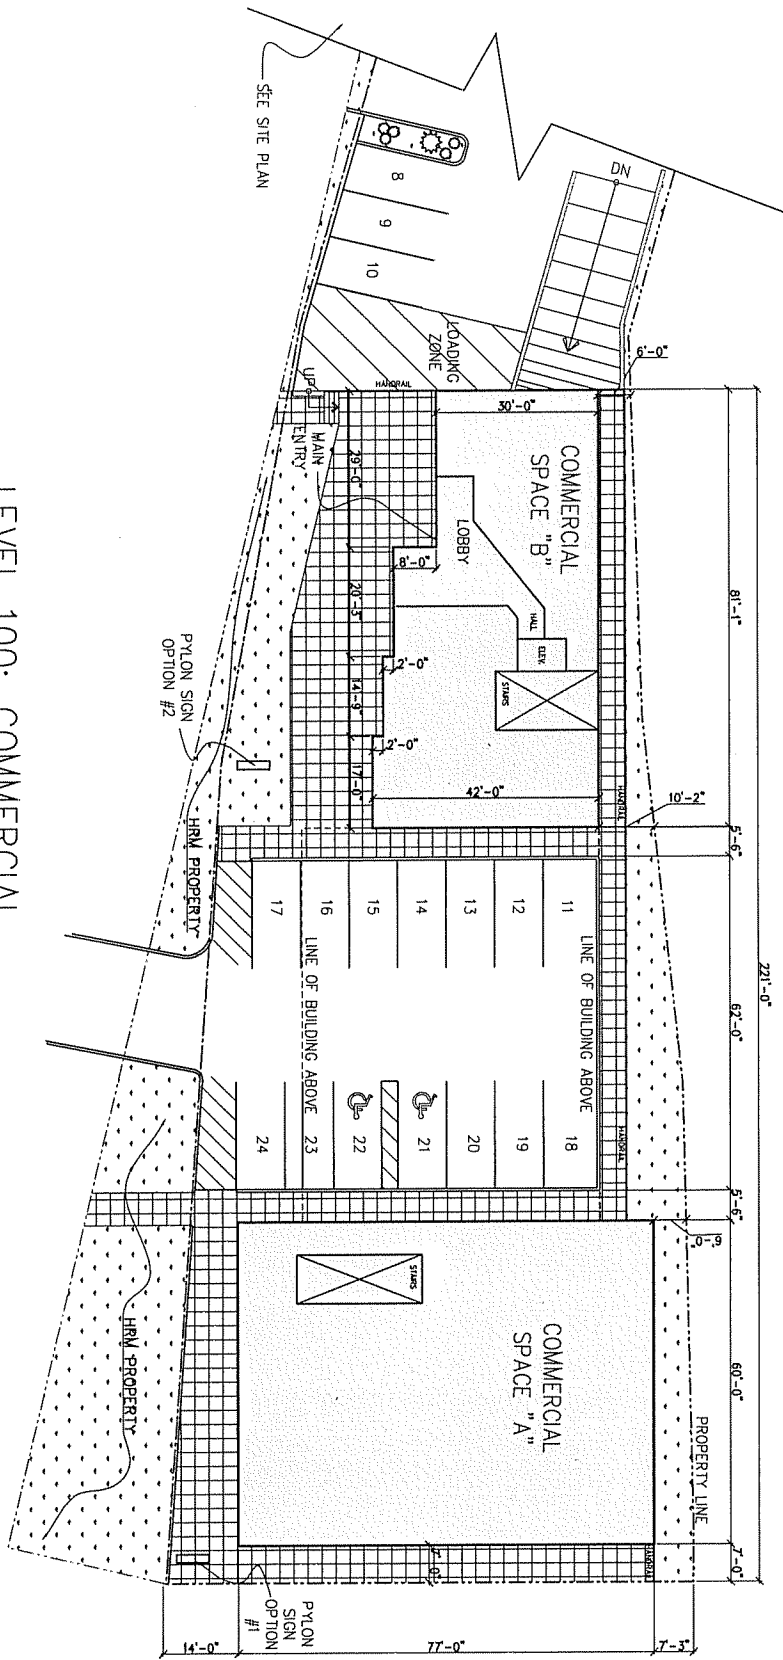 SEE SITE PLAN
8
9
10
DN
LOADING
ZONE
HANDRAIL
UP
MAIN
ENTRY
6'-0"
30'-0"
COMMERCIAL
SPACE "B"
LOBBY
HALL
ELEV.
STAIRS
29'-0"
8'-0"
20'-3"
2'-0"
14'-9"
2'-0"
17'-0"
42'-0"
81'-1"
HANDRAIL
10'-2"
5'-6"
PYLON SIGN
OPTION #2
HRM PROPERTY
11
12
13
14
15
16
17
LINE OF BUILDING ABOVE
LINE OF BUILDING ABOVE
62'-0"
221'-0"
18
19
20
21
22
23
24
HANDRAIL
5'-6"
6'-0"
STAIRS
COMMERCIAL
SPACE "A"
60'-0"
PROPERTY LINE
HRM PROPERTY
HANDRAIL
7'-0"
7'-0"
PYLON
SIGN
OPTION
#1
14'-0"
77'-0"
7'-3"
LEVEL 100: COMMERCIAL